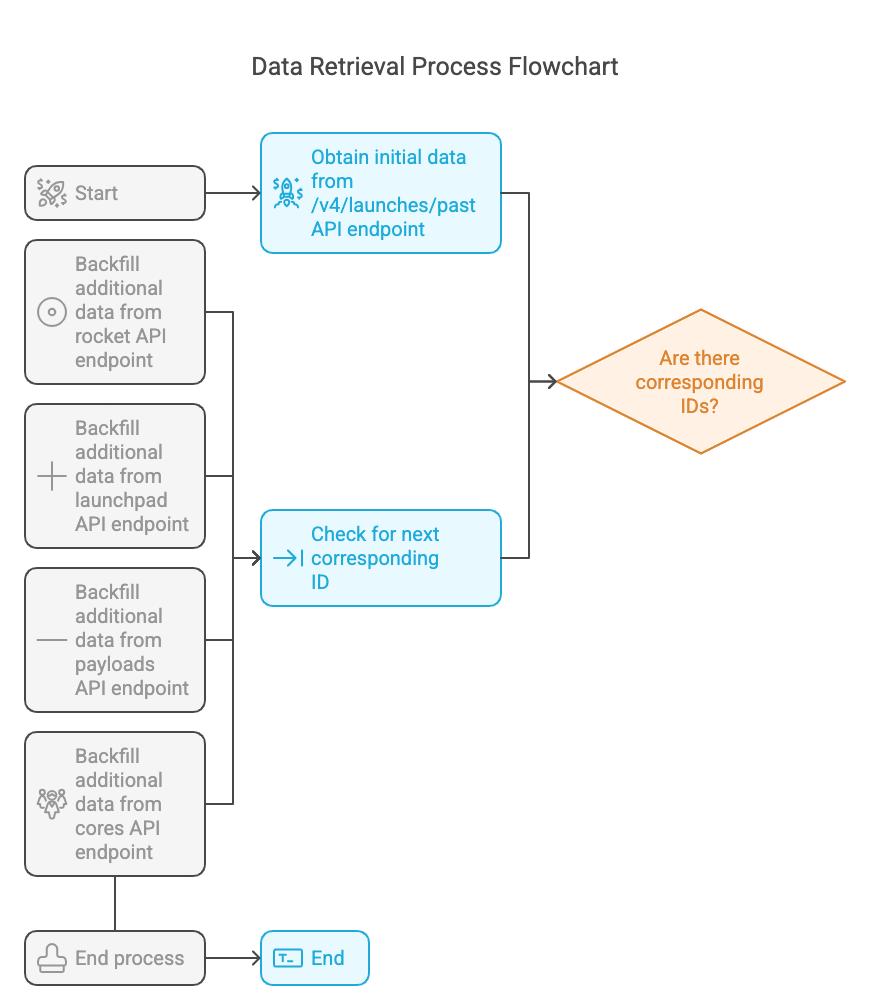 Data Retrieval Process Flowchart
Start
Obtain initial data
from
/v4/launches/past
API endpoint
Backfill
additional
data from
rocket API
endpoint
Are there
corresponding
IDs?
Backfill
additional
data from
launchpad
API endpoint
Check for next
corresponding
ID
Backfill
additional
data from
payloads
API endpoint
Backfill
additional
data from
cores API
endpoint
End process
End